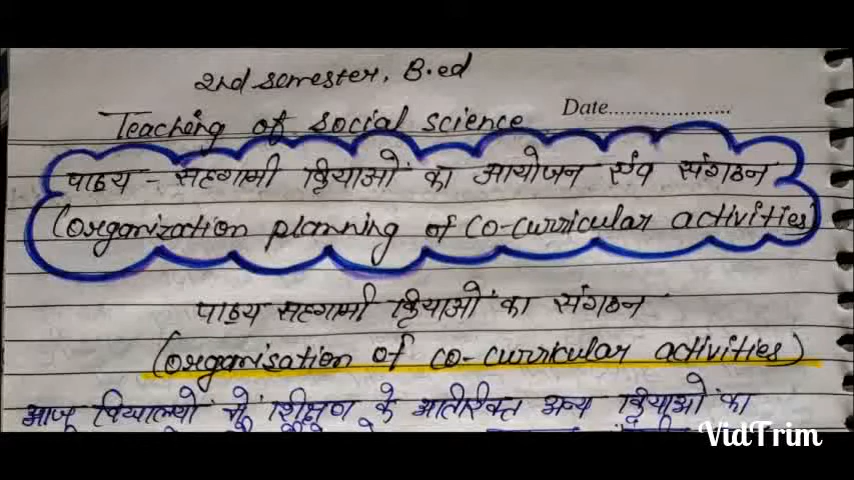 2nd semester, B.ed
Date.....................
Teaching of social science
पाठ्य - सहगामी क्रियाओं का आयोजन एंव संगठन
(Organization planning of co-curricular activities)
पाठ्य सहगामी क्रियाओं का संगठन
(organisation of co-curricular activities)
आज विद्यालयों में शिक्षण के अतिरिक्त अन्य क्रियाओं का
VidTrim